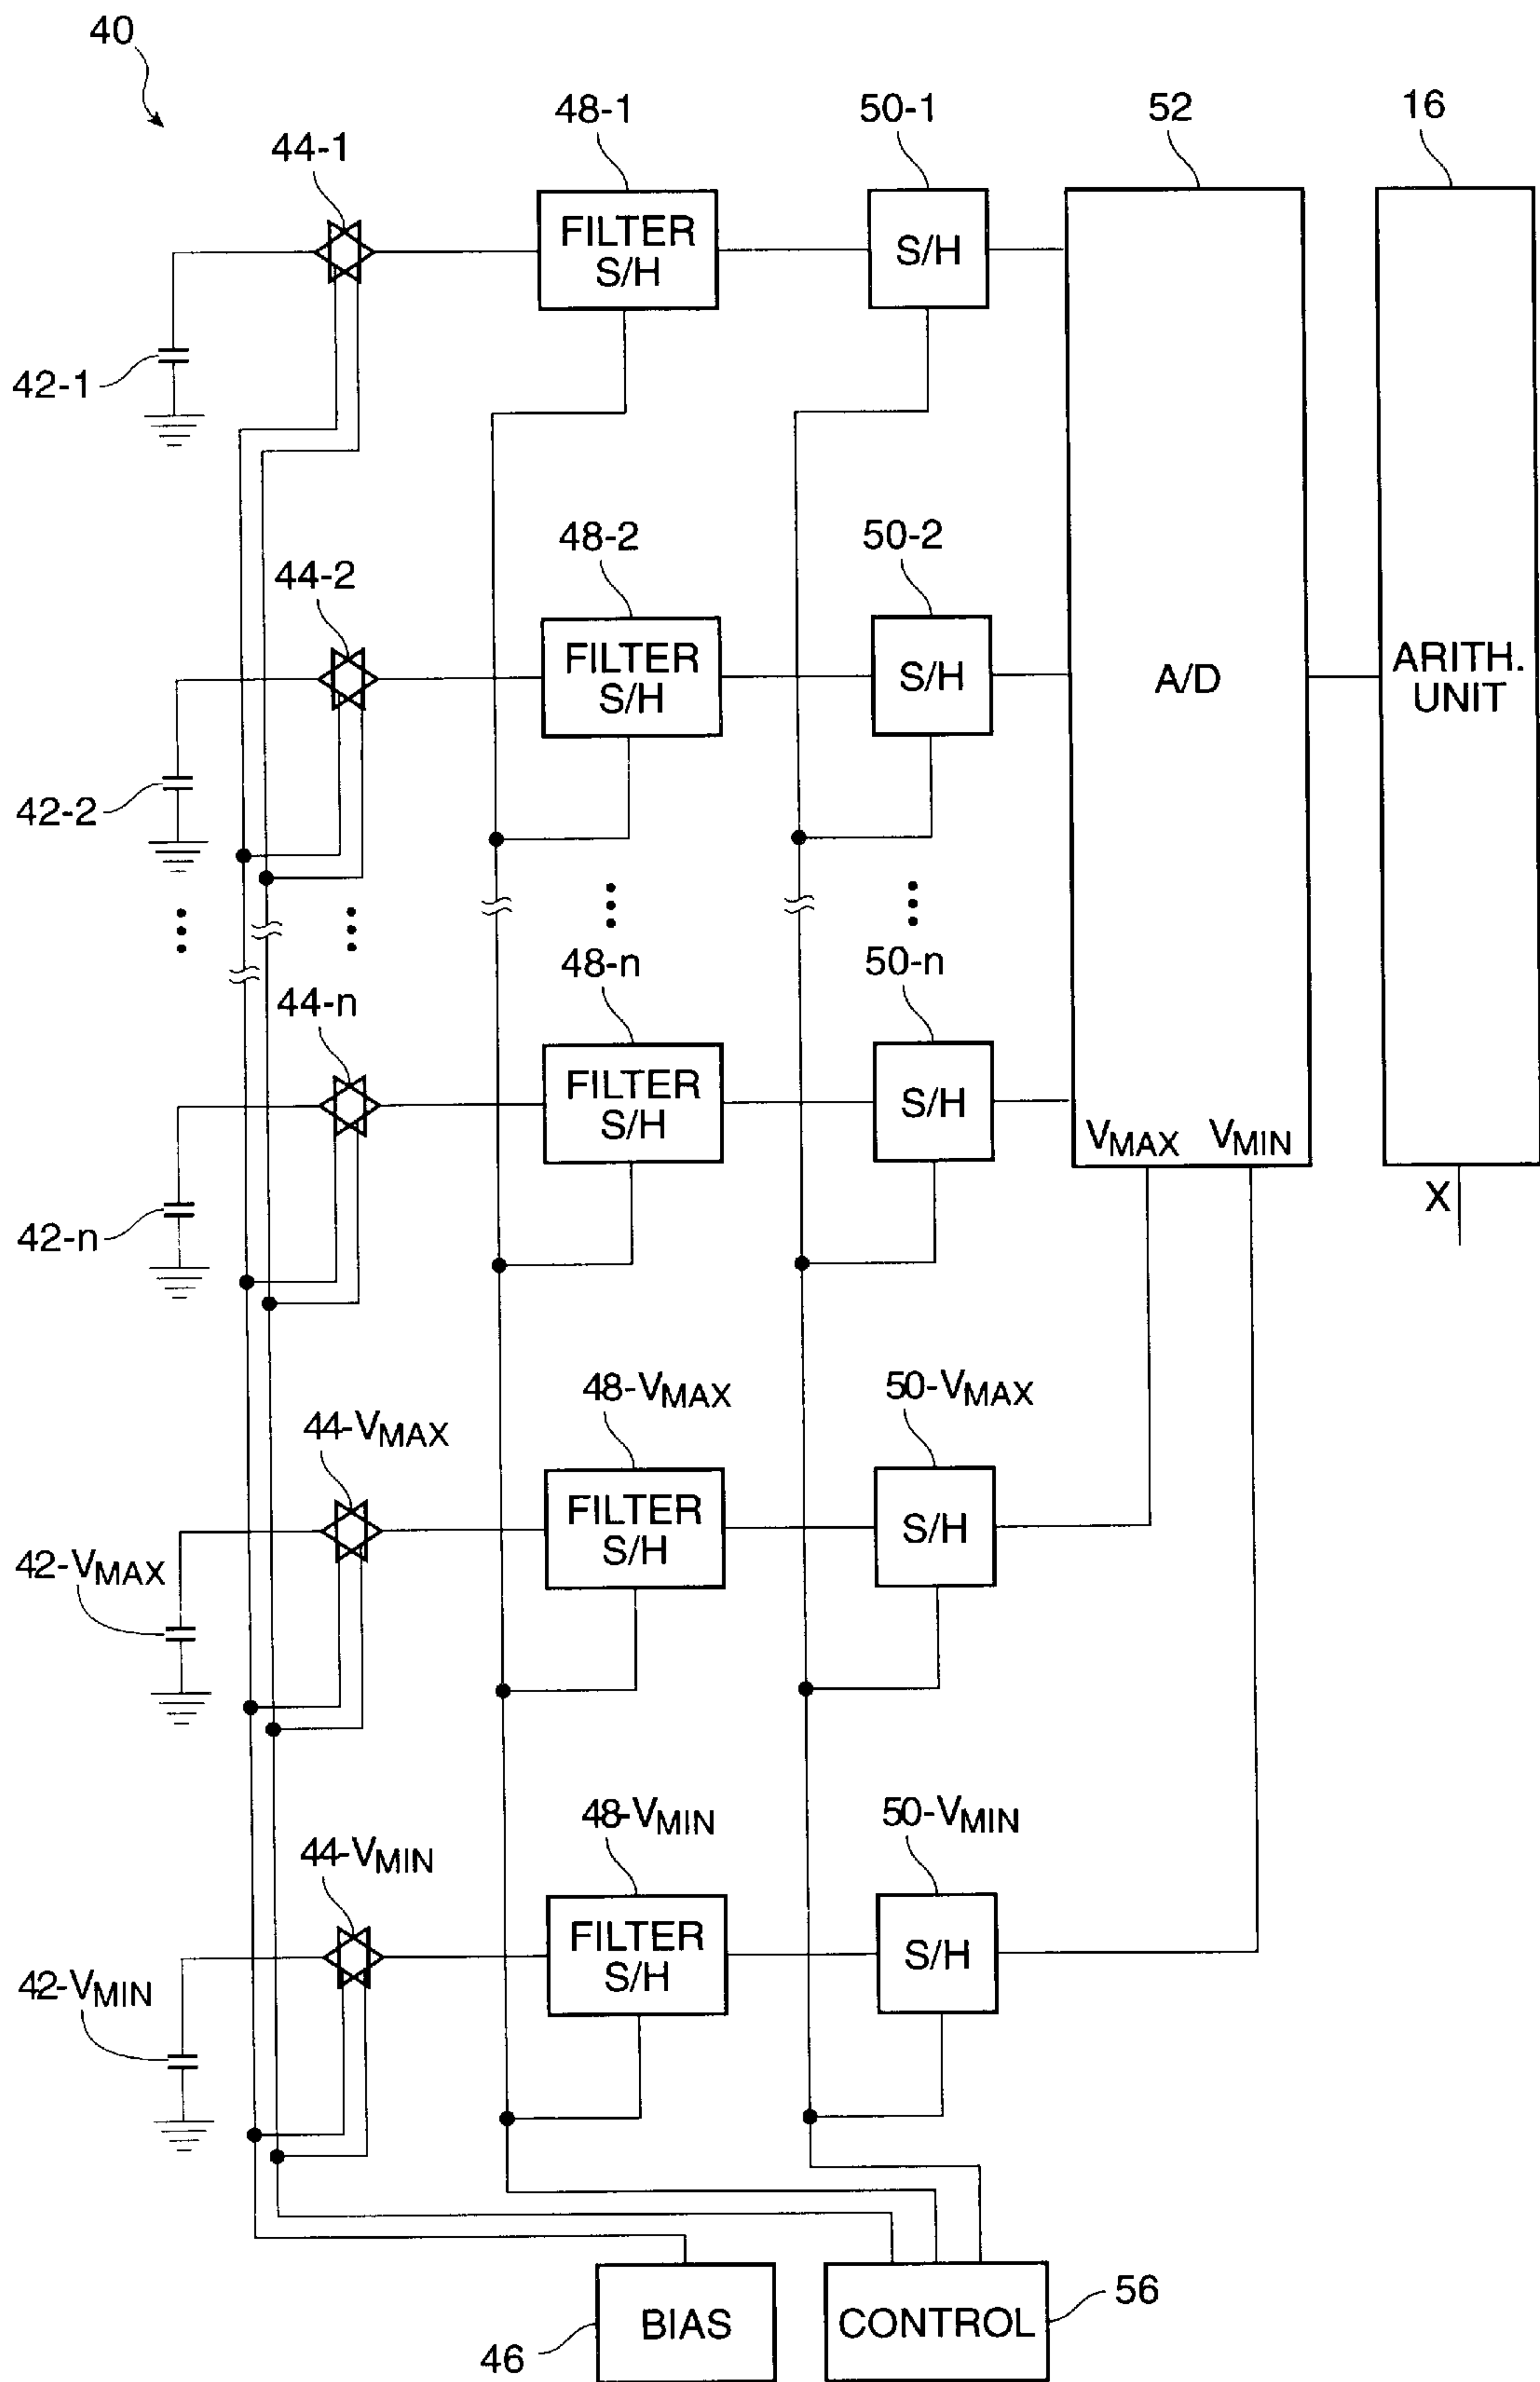 40
48-1
50-1
52
16
44-1
FILTER
S/H
S/H
42-1
48-2
50-2
44-2
FILTER
S/H
S/H
A/D
ARITH.
UNIT
42-2
48-n
50-n
44-n
FILTER
S/H
S/H
VMAX
VMIN
X
42-n
48-VMAX
50-VMAX
44-VMAX
FILTER
S/H
S/H
42-VMAX
48-VMIN
50-VMIN
44-VMIN
FILTER
S/H
S/H
42-VMIN
56
BIAS
CONTROL
46